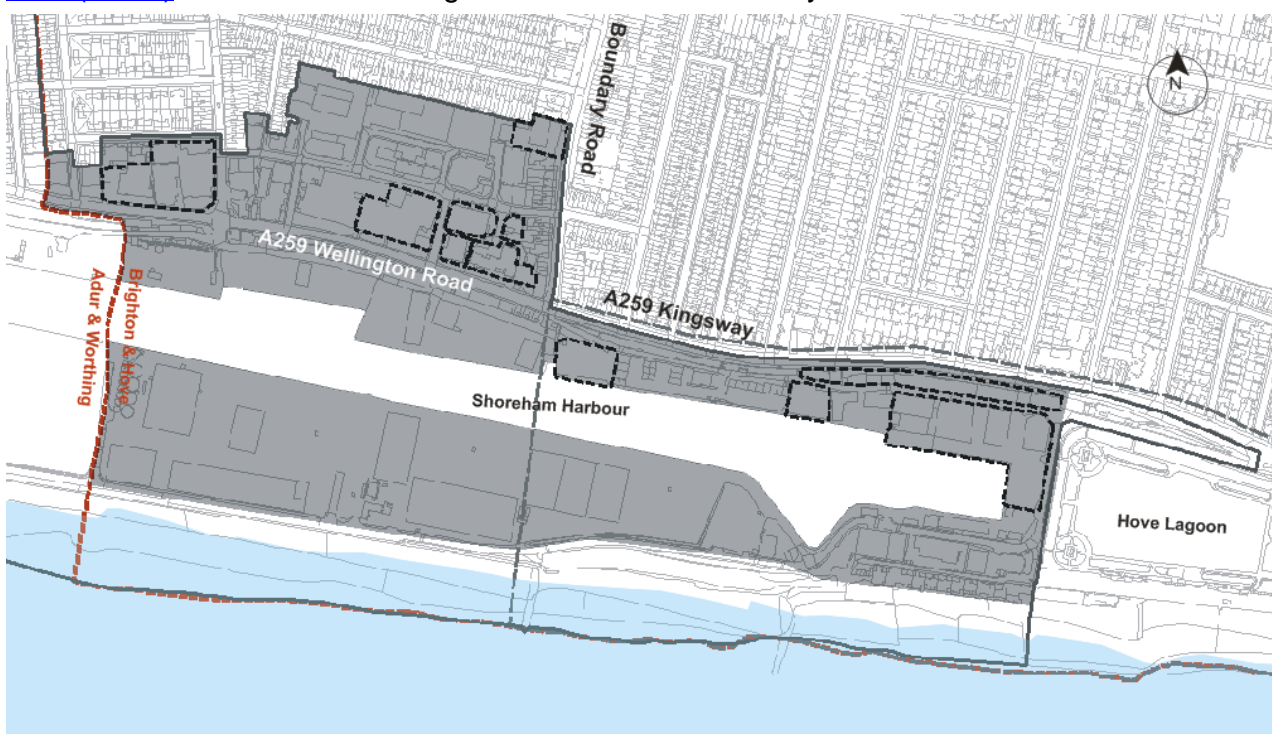 Boundary Road
N
A259 Wellington Road
A259 Kingsway
Brighton & Hove
Adur & Worthing
Shoreham Harbour
Hove Lagoon